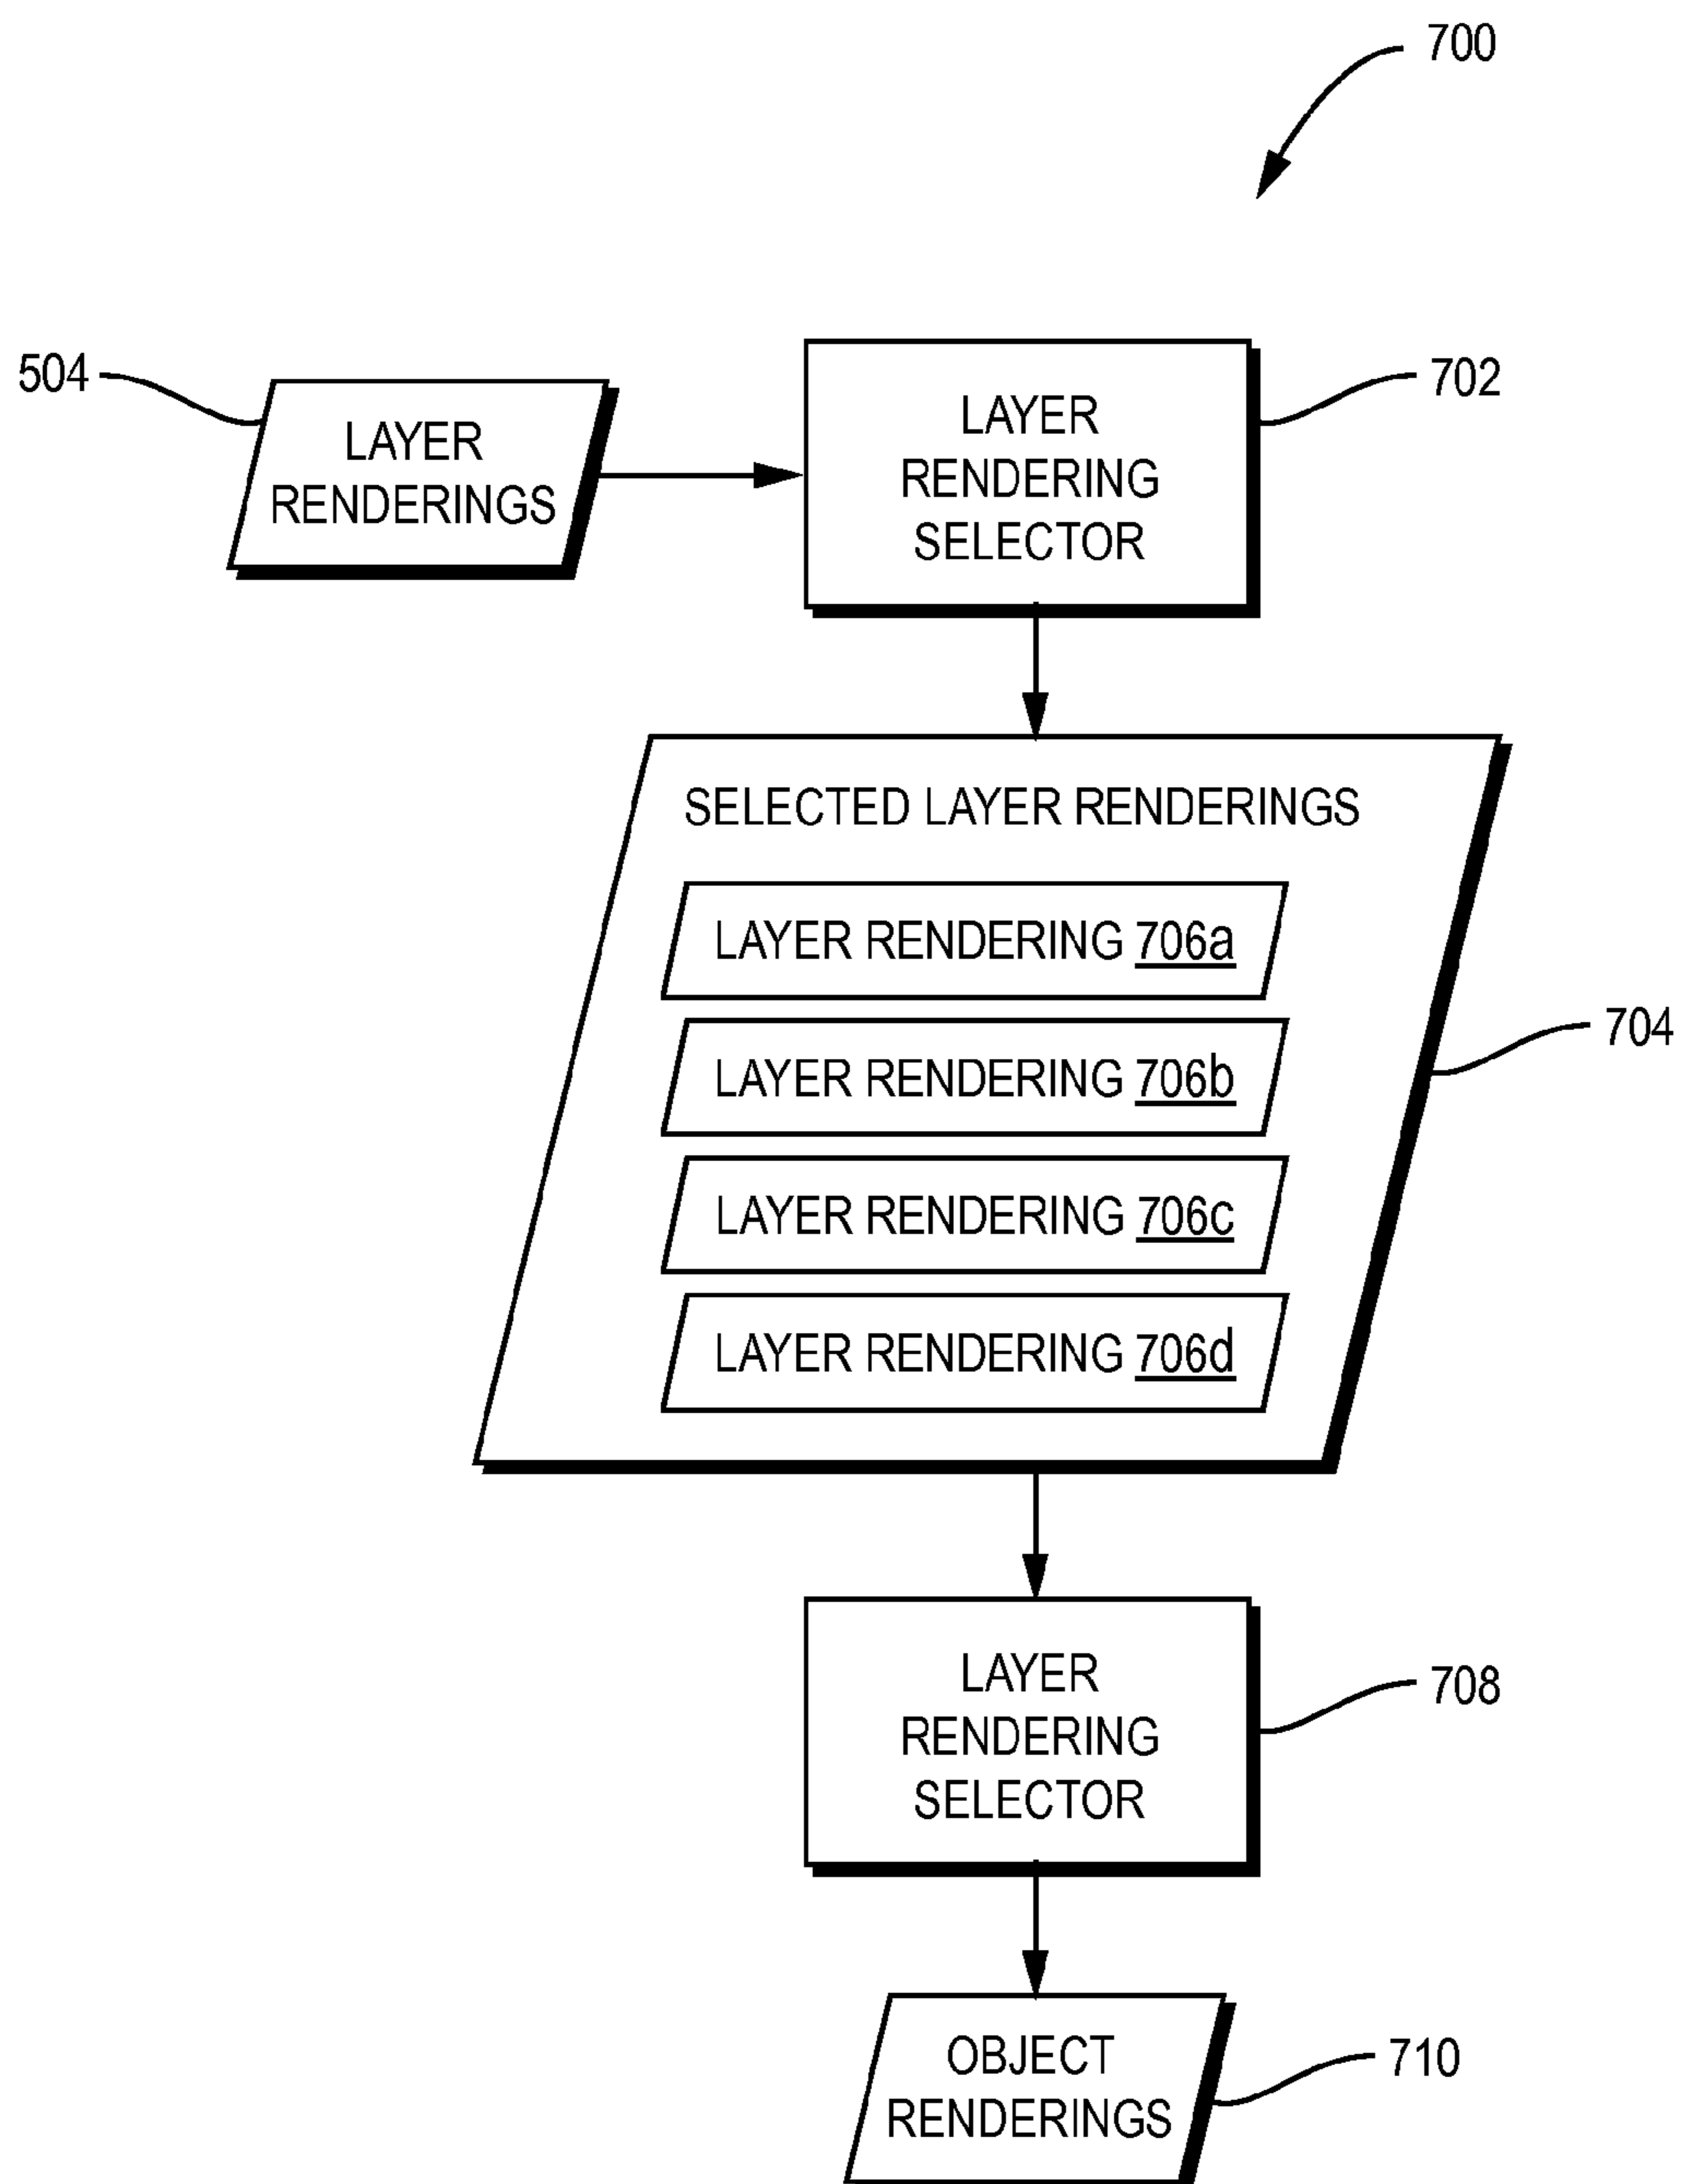 700
504
LAYER
RENDERINGS
LAYER
RENDERING
SELECTOR
702
SELECTED LAYER RENDERINGS
LAYER RENDERING 706a
LAYER RENDERING 706b
LAYER RENDERING 706c
LAYER RENDERING 706d
704
LAYER
RENDERING
SELECTOR
708
OBJECT
RENDERINGS
710